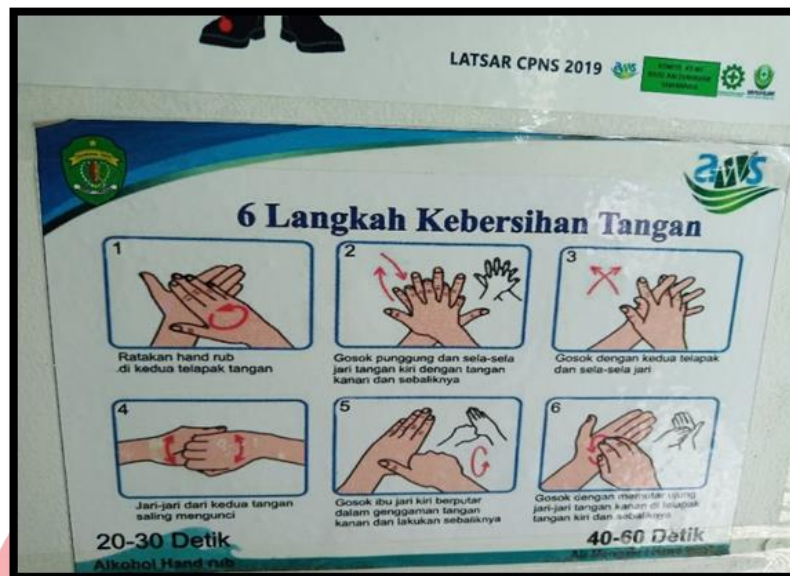 LATSAR CPNS 2019
6 Langkah Kebersihan Tangan
1
Ratakan hand rub
di kedua telapak tangan
2
Gosok punggung dan sela-sela
jari tangan kiri dengan tangan
kanan dan sebaliknya
3
Gosok dengan kedua telapak
dan sela-sela jari
4
Jari-jari dari kedua tangan
saling mengunci
5
Gosok ibu jari kiri berputar
dalam genggaman tangan
kanan dan lakukan sebaliknya
6
Gosok dengan memutar ujung
jari-jari tangan kanan di telapak
tangan kiri dan sebaliknya
20-30 Detik
Alkohol Hand rub
40-60 Detik